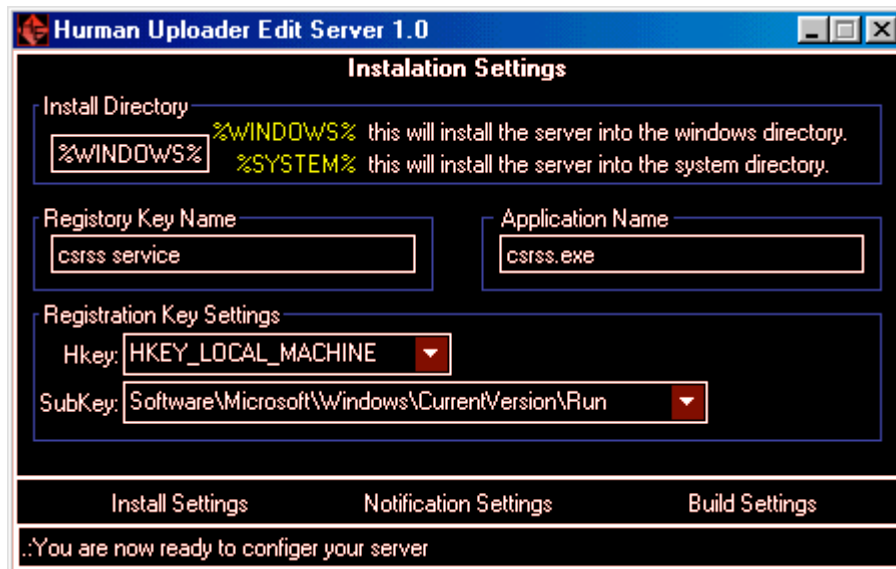 Hurman Uploader Edit Server 1.0
Instalation Settings
Install Directory
%WINDOWS%
%WINDOWS% this will install the server into the windows directory.
%SYSTEM% this will install the server into the system directory.
Registory Key Name
csrss service
Application Name
csrss.exe
Registration Key Settings
Hkey: HKEY_LOCAL_MACHINE
SubKey: Software\Microsoft\Windows\CurrentVersion\Run
Install Settings Notification Settings Build Settings
.:You are now ready to configer your server